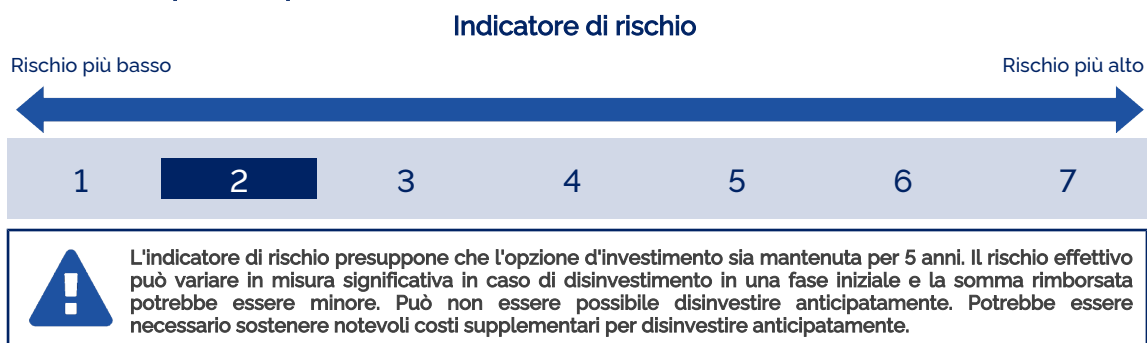 Indicatore di rischio
Rischio più basso
Rischio più alto
1 2 3 4 5 6 7
L'indicatore di rischio presuppone che l'opzione d'investimento sia mantenuta per 5 anni. Il rischio effettivo
può variare in misura significativa in caso di disinvestimento in una fase iniziale e la somma rimborsata
potrebbe essere minore. Può non essere possibile disinvestire anticipatamente. Potrebbe essere
necessario sostenere notevoli costi supplementari per disinvestire anticipatamente.